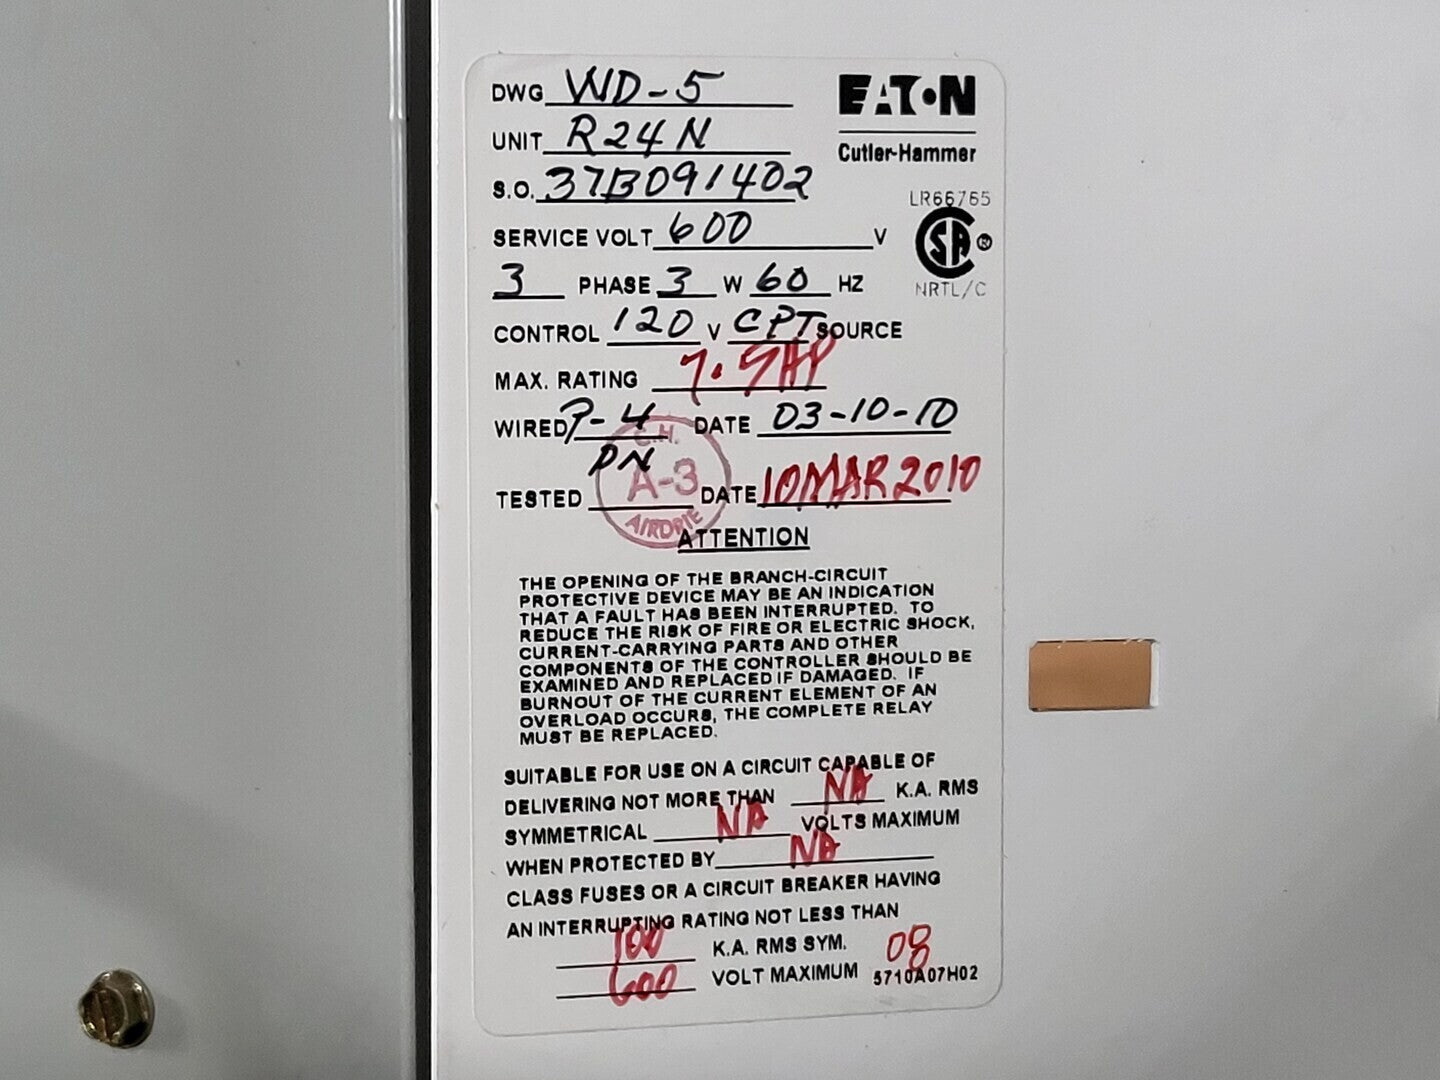 DWG WD-5
EATON
Cutler-Hammer
UNIT R24N
S.O. 37B091402
LR66765
SERVICE VOLT 600 V
SA ®
NRTL/C
3 PHASE 3 W 60 HZ
CONTROL 120 V CPT SOURCE
MAX. RATING 7.5HP
WIRED P-4 DATE 03-10-10
PN
C.H.
A-3
AIRDRIE
TESTED DATE 10 MAR 2010
ATTENTION
THE OPENING OF THE BRANCH-CIRCUIT
PROTECTIVE DEVICE MAY BE AN INDICATION
THAT A FAULT HAS BEEN INTERRUPTED. TO
REDUCE THE RISK OF FIRE OR ELECTRIC SHOCK,
CURRENT-CARRYING PARTS AND OTHER
COMPONENTS OF THE CONTROLLER SHOULD BE
EXAMINED AND REPLACED IF DAMAGED. IF
BURNOUT OF THE CURRENT ELEMENT OF AN
OVERLOAD OCCURS, THE COMPLETE RELAY
MUST BE REPLACED.
SUITABLE FOR USE ON A CIRCUIT CAPABLE OF
DELIVERING NOT MORE THAN NA K.A. RMS
SYMMETRICAL NA VOLTS MAXIMUM
WHEN PROTECTED BY NA
CLASS FUSES OR A CIRCUIT BREAKER HAVING
AN INTERRUPTING RATING NOT LESS THAN
100 K.A. RMS SYM. 08
600 VOLT MAXIMUM 5710A07H02